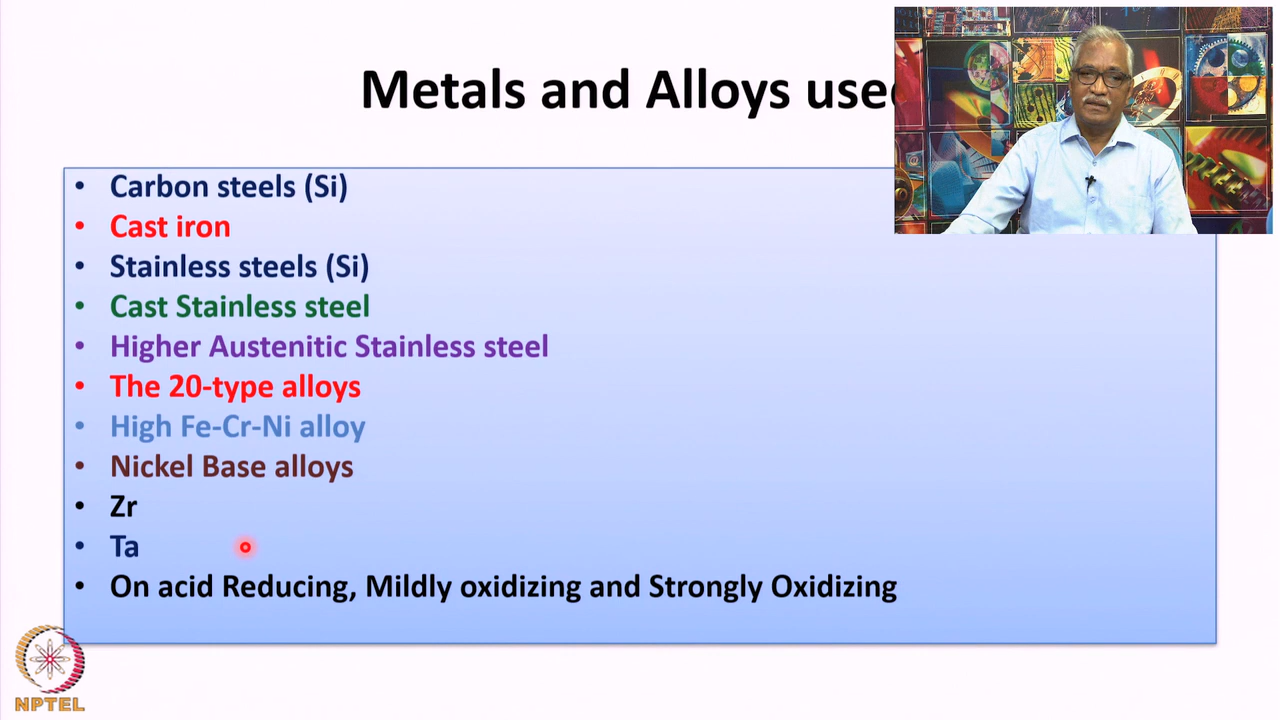 Metals and Alloys used
• Carbon steels (Si)
• Cast iron
• Stainless steels (Si)
• Cast Stainless steel
• Higher Austenitic Stainless steel
• The 20-type alloys
• High Fe-Cr-Ni alloy
• Nickel Base alloys
• Zr
• Ta
• On acid Reducing, Mildly oxidizing and Strongly Oxidizing
NPTEL